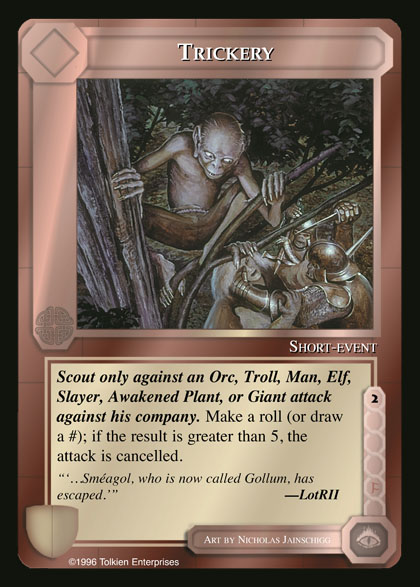 Trickery
Short-event
Scout only against an Orc, Troll, Man, Elf,
Slayer, Awakened Plant, or Giant attack
against his company. Make a roll (or draw
a #); if the result is greater than 5, the
attack is cancelled.
2
“‘…Sméagol, who is now called Gollum, has
escaped.’”
—LotRII
Art by Nicholas Jainschigg
©1996 Tolkien Enterprises